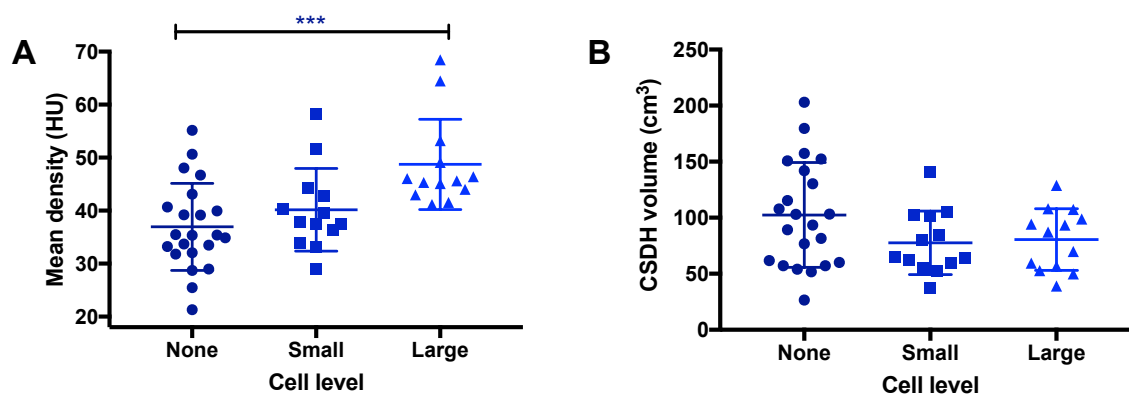 A
***
Mean density (HU)
70
60
50
40
30
20
None Small Large
Cell level
B
CSDH volume (cm³)
250
200
150
100
50
0
None Small Large
Cell level